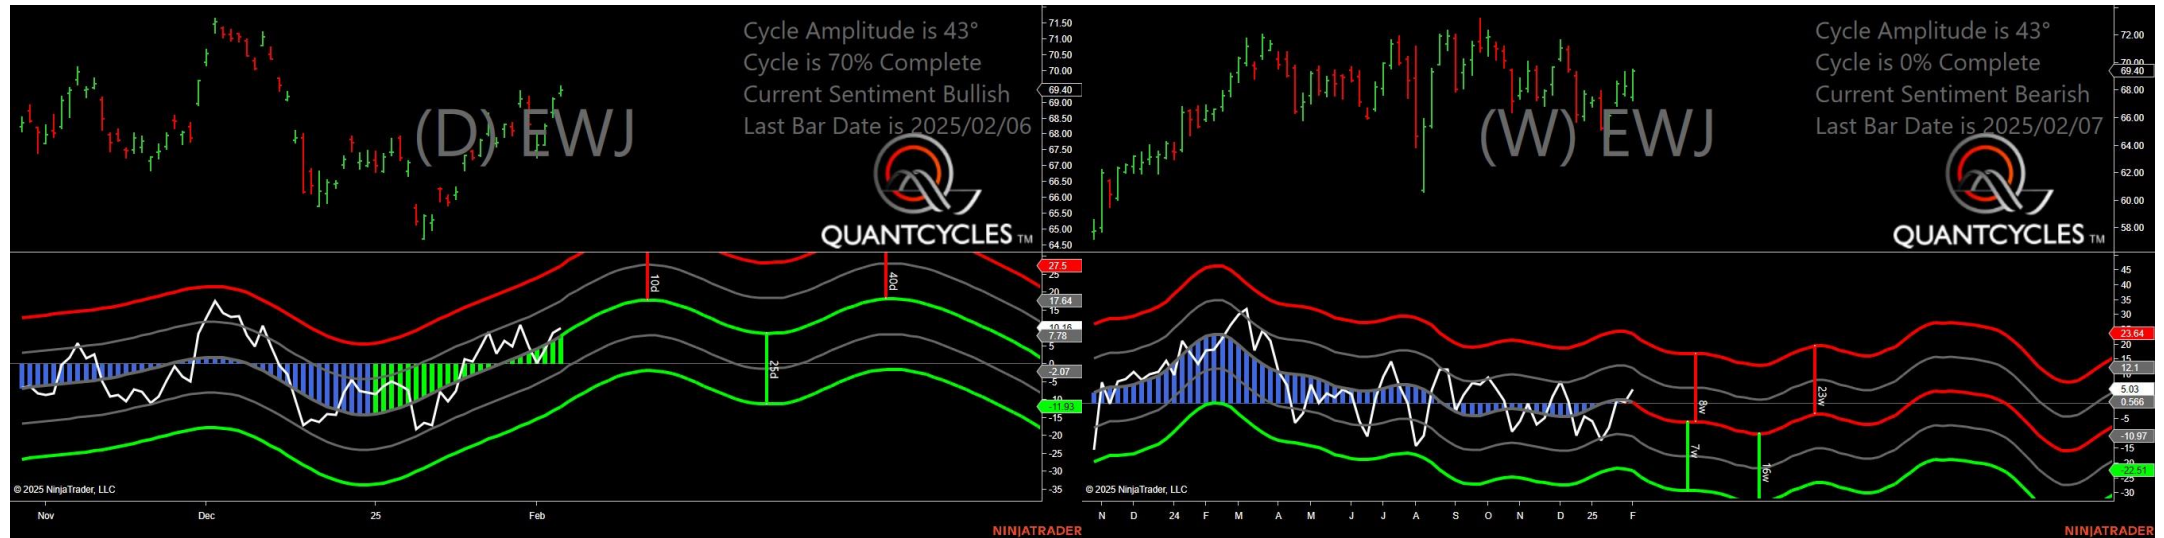 Cycle Amplitude is 43°
Cycle is 70% Complete
Current Sentiment Bullish
Last Bar Date is 2025/02/06
(D) EWJ
QUANTCYCLES TM
71.50
71.00
70.50
70.00
69.40
69.00
68.50
68.00
67.50
67.00
66.50
66.00
65.50
65.00
64.50
27.5
25
20
17.64
15
10.16
7.78
5
0
-2.07
-5
-10
-11.93
-15
-20
-25
-30
-35
10d
25d
40d
© 2025 NinjaTrader, LLC
Nov Dec 25 Feb
NINJATRADER
Cycle Amplitude is 43°
Cycle is 0% Complete
Current Sentiment Bearish
Last Bar Date is 2025/02/07
(W) EWJ
QUANTCYCLES TM
72.00
70.00
69.40
68.00
66.00
64.00
62.00
60.00
58.00
45
40
35
30
25
23.64
20
15
12.1
10
5.03
0.566
-5
-10.97
-15
-20
-22.51
-25
-30
8w
7w
16w
23w
© 2025 NinjaTrader, LLC
N D 24 F M A M J J A S O N D 25 F
NINJATRADER